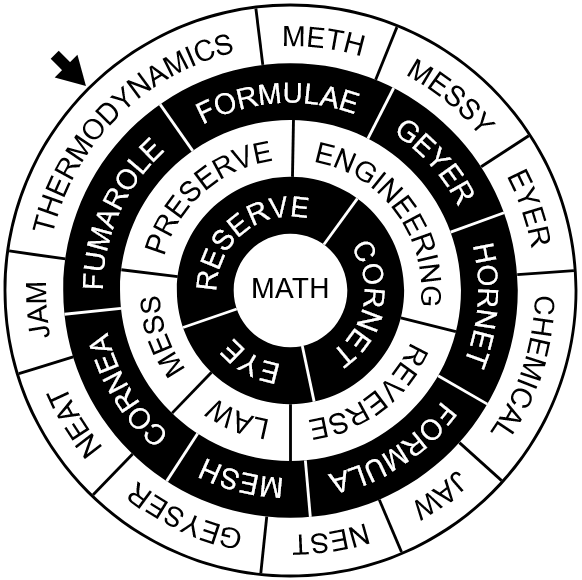 THERMODYNAMICS
METH
MESSY
EYER
CHEMICAL
JAW
NEST
GEYSER
NEAT
JAM
FUMAROLE
FORMULAE
GEYER
HORNET
FORMULA
MESH
CORNEA
PRESERVE
ENGINEERING
REVERSE
LAW
MESS
RESERVE
CORNET
EYE
MATH